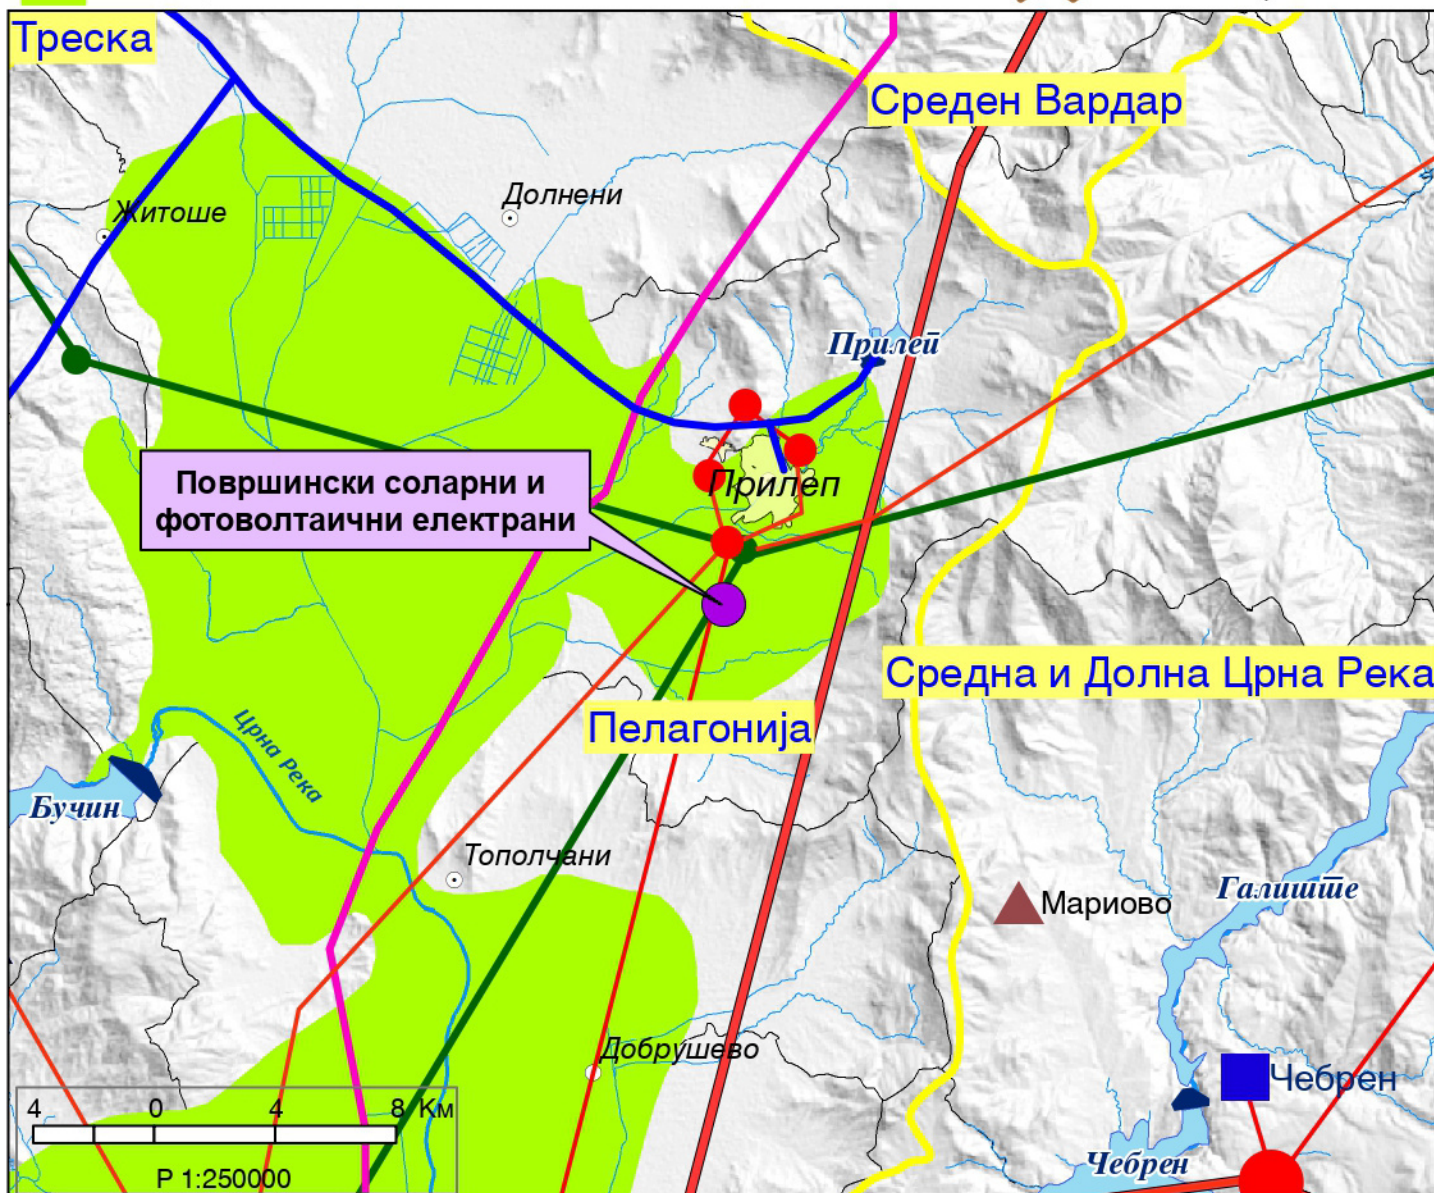 Треска
Среден Вардар
Долнени
Житоше
Прилеп
Површински соларни и
фотоволтаични електрани
Прилеп
Средна и Долна Црна Река
Пелагонија
Црна река
Бучин
Тополчани
Галиште
Мариово
Добрушево
Чебрен
4 0 4 8 Км
Чебрен
Р 1:250000